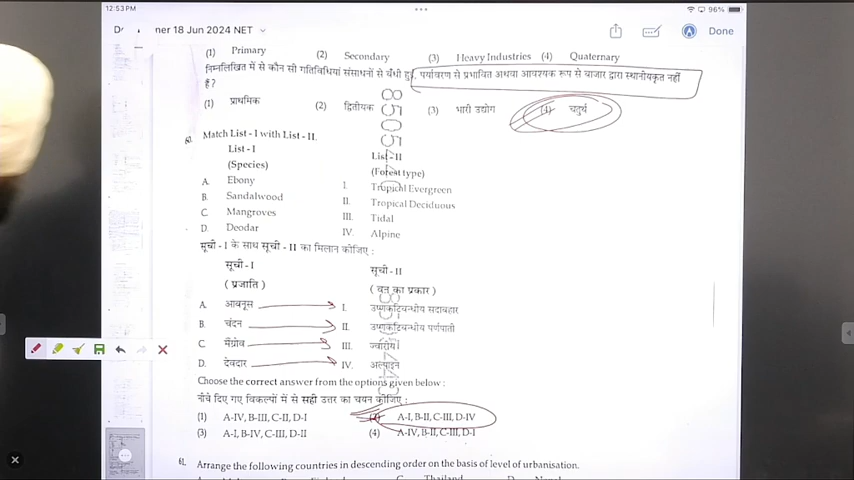 12:53 PM
96%
ner 18 Jun 2024 NET
Done
(1) Primary (2) Secondary (3) Heavy Industries (4) Quaternary
निम्नलिखित में से कौन सी गतिविधियां संसाधनों से बँधी हुई, पर्यावरण से प्रभावित अथवा आवश्यक रूप से बाजार द्वारा स्थानीयकृत नहीं
हैं?
(1) प्राथमिक (2) द्वितीयक (3) भारी उद्योग (4) चतुर्थ
60. Match List - I with List - II.
List - I List - II
(Species) (Forest type)
A. Ebony I. Tropical Evergreen
B. Sandalwood II. Tropical Deciduous
C. Mangroves III. Tidal
D. Deodar IV. Alpine
सूची - I के साथ सूची - II का मिलान कीजिए :
सूची - I सूची - II
( प्रजाति ) ( वन का प्रकार )
A. आबनूस I. उष्णकटिबन्धीय सदाबहार
B. चंदन II. उष्णकटिबन्धीय पर्णपाती
C. मैंग्रोव III. ज्वारीय
D. देवदार IV. अल्पाइन
Choose the correct answer from the options given below :
नीचे दिए गए विकल्पों में से सही उत्तर का चयन कीजिए :
(1) A-IV, B-III, C-II, D-I (2) A-I, B-II, C-III, D-IV
(3) A-I, B-IV, C-III, D-II (4) A-IV, B-II, C-III, D-I
61. Arrange the following countries in descending order on the basis of level of urbanisation.
C. Thailand D. Nepal